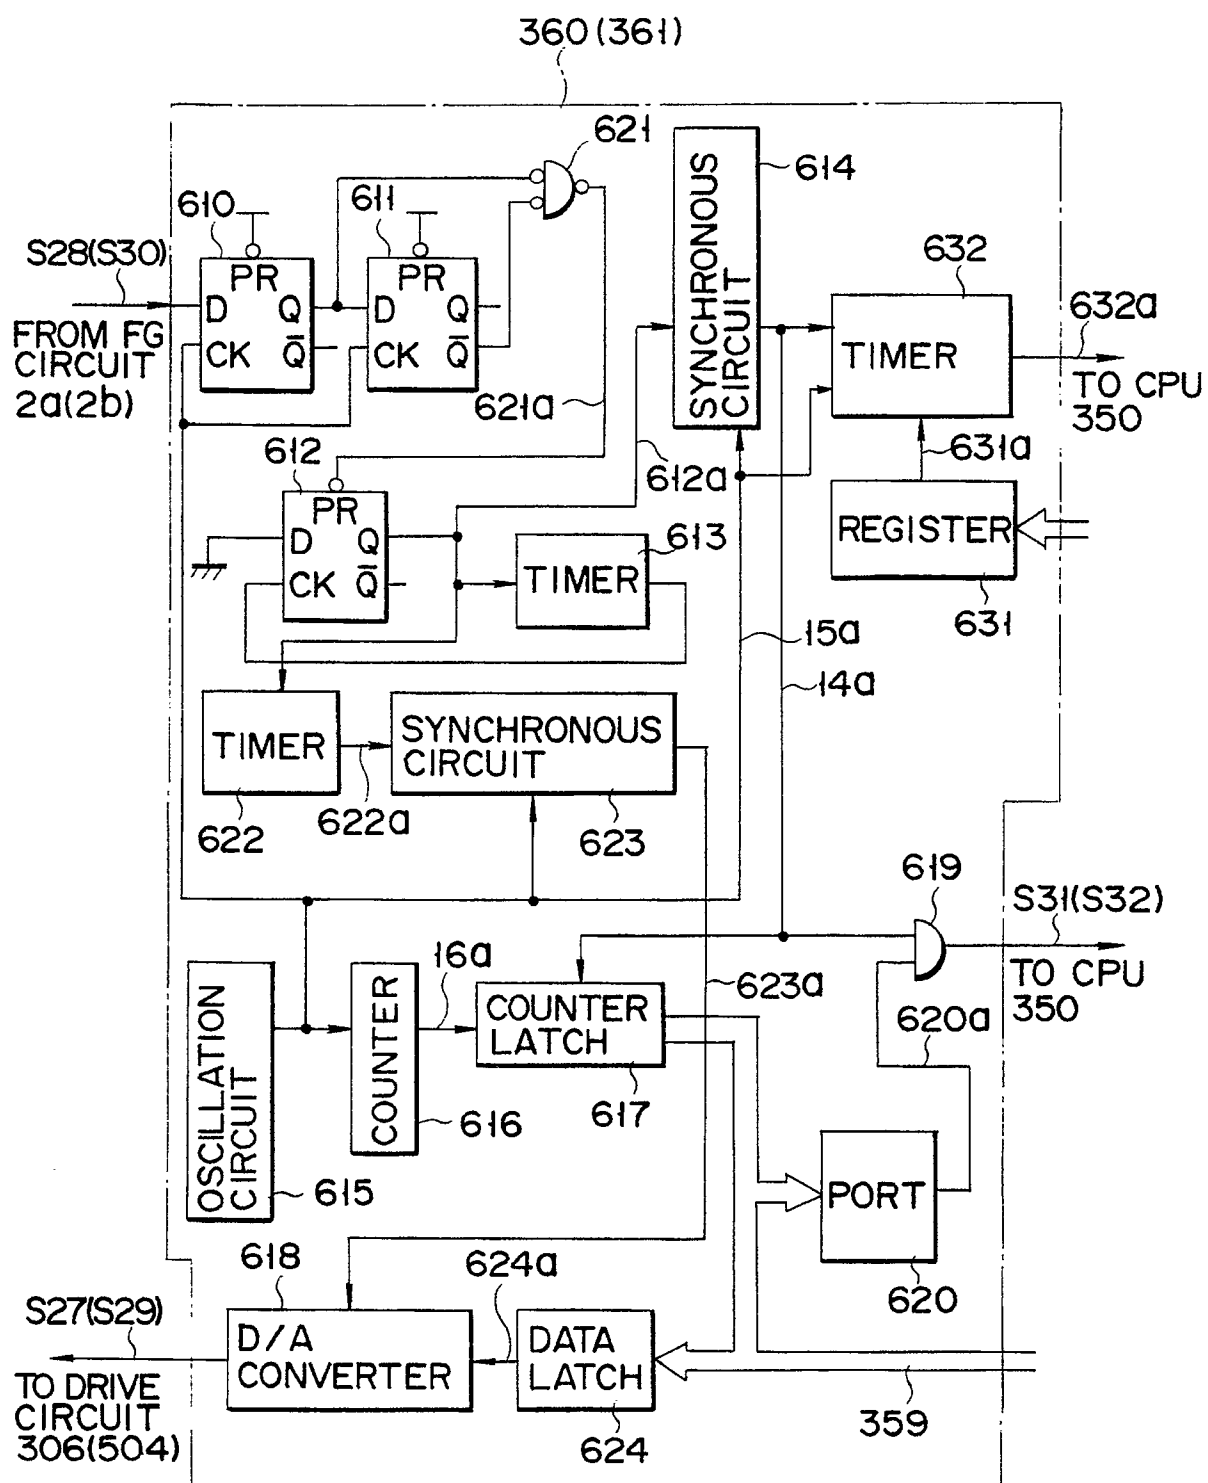 360(361)
621
614
SYNCHRONOUS
CIRCUIT
610
611
S28(S30)
PR
D
Q
CK
Q̄
PR
D
Q
CK
Q̄
FROM FG
CIRCUIT
2a(2b)
632
TIMER
632a
TO CPU
350
621a
612a
631a
612
PR
D
Q
CK
Q̄
613
TIMER
REGISTER
631
15a
14a
TIMER
622
622a
SYNCHRONOUS
CIRCUIT
623
619
S31(S32)
TO CPU
350
OSCILLATION
CIRCUIT
615
COUNTER
616
16a
COUNTER
LATCH
617
623a
620a
PORT
620
618
624a
S27(S29)
D/A
CONVERTER
DATA
LATCH
624
TO DRIVE
CIRCUIT
306(504)
359